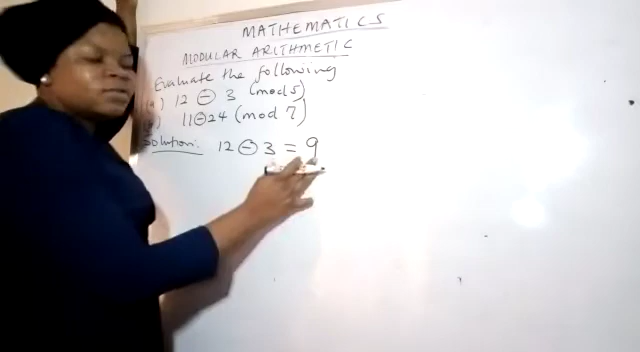 MATHEMATICS
MODULAR ARITHMETIC
Evaluate the following
(a) 12 ⊖ 3 (mod 5)
) 11⊖24 (mod 7)
Solution: 12 ⊖ 3 = 9